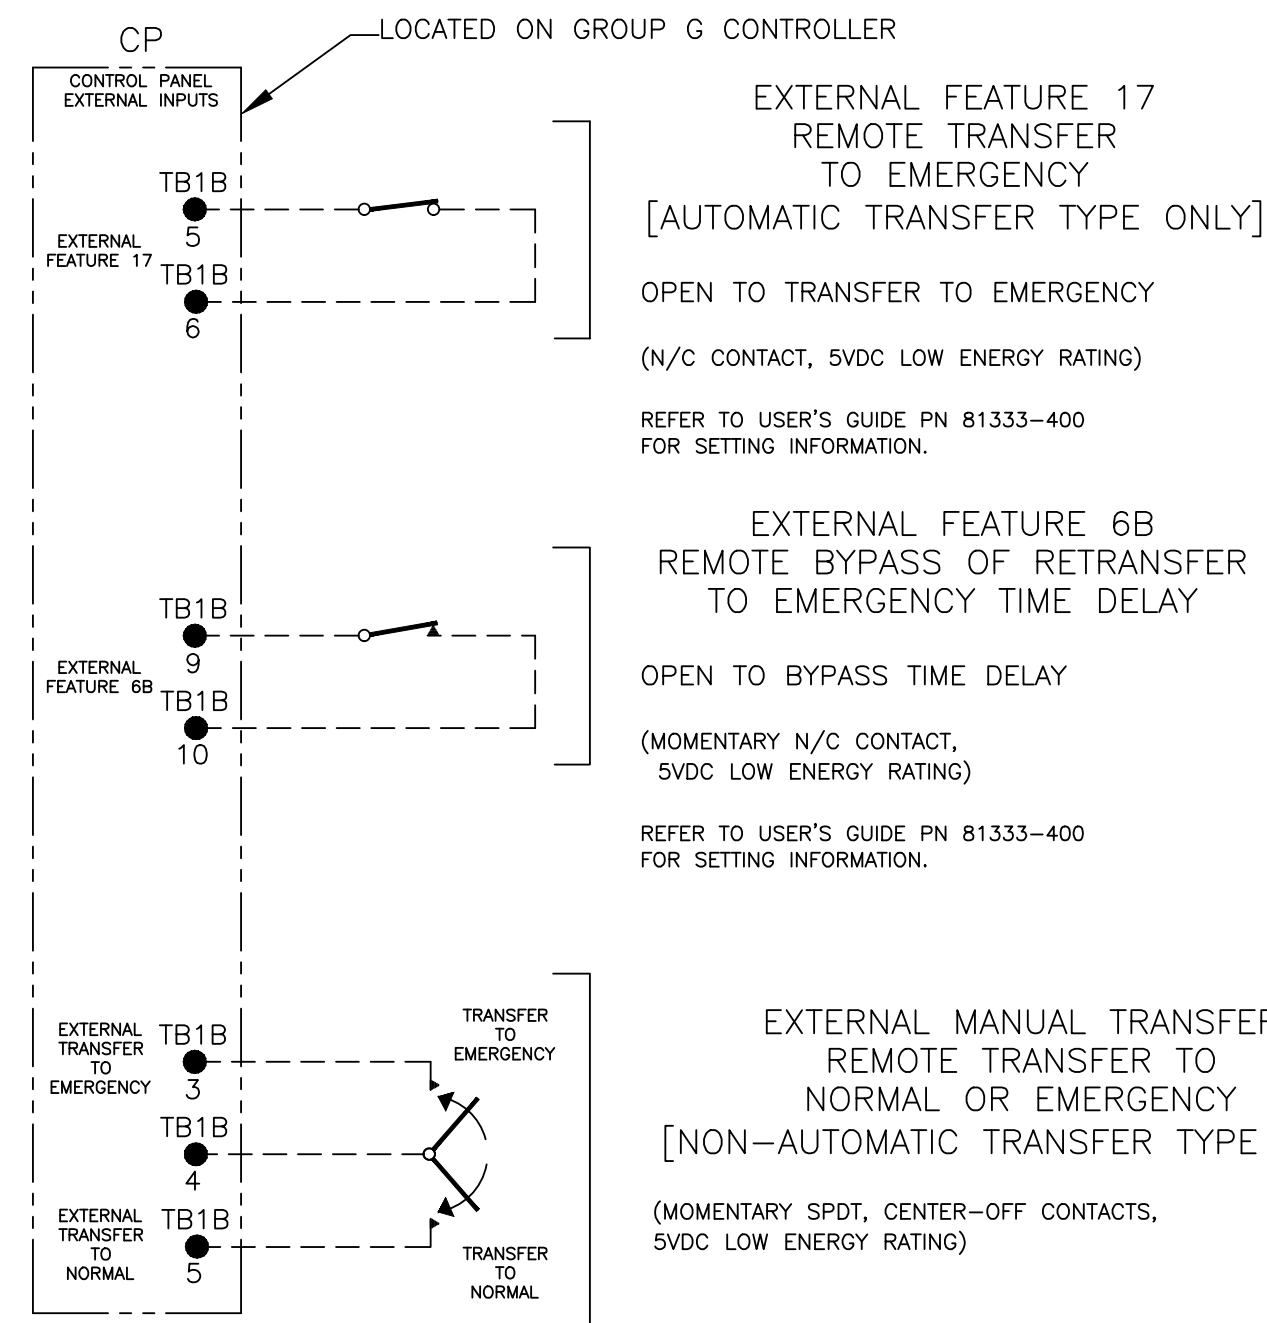 CP
LOCATED ON GROUP G CONTROLLER
CONTROL PANEL
EXTERNAL INPUTS
EXTERNAL FEATURE 17
REMOTE TRANSFER
TO EMERGENCY
[AUTOMATIC TRANSFER TYPE ONLY]
TB1B
5
EXTERNAL
FEATURE 17
TB1B
6
OPEN TO TRANSFER TO EMERGENCY
(N/C CONTACT, 5VDC LOW ENERGY RATING)
REFER TO USER'S GUIDE PN 81333-400
FOR SETTING INFORMATION.
EXTERNAL FEATURE 6B
REMOTE BYPASS OF RETRANSFER
TO EMERGENCY TIME DELAY
TB1B
9
EXTERNAL
FEATURE 6B
TB1B
10
OPEN TO BYPASS TIME DELAY
(MOMENTARY N/C CONTACT,
5VDC LOW ENERGY RATING)
REFER TO USER'S GUIDE PN 81333-400
FOR SETTING INFORMATION.
EXTERNAL
TRANSFER
TO
EMERGENCY
TB1B
3
TRANSFER
TO
EMERGENCY
TB1B
4
EXTERNAL
TRANSFER
TO
NORMAL
TB1B
5
TRANSFER
TO
NORMAL
EXTERNAL MANUAL TRANSFER
REMOTE TRANSFER TO
NORMAL OR EMERGENCY
[NON-AUTOMATIC TRANSFER TYPE
(MOMENTARY SPDT, CENTER-OFF CONTACTS,
5VDC LOW ENERGY RATING)